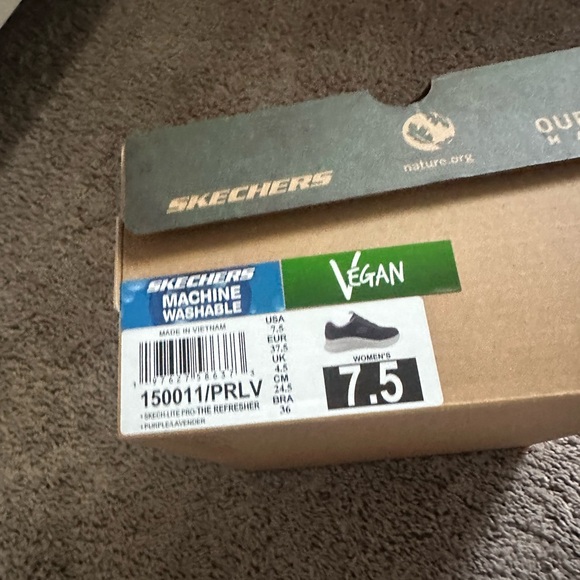 nature.org
OU
SKECHERS
SKECHERS
MACHINE
WASHABLE
VEGAN
MADE IN VIETNAM
USA
7.5
EUR
37.5
UK
4.5
CM
24.5
BRA
36
150011/PRLV
SKECH-LITE PRO-THE REFRESHER
PURPLE/LAVENDER
WOMEN'S
7.5